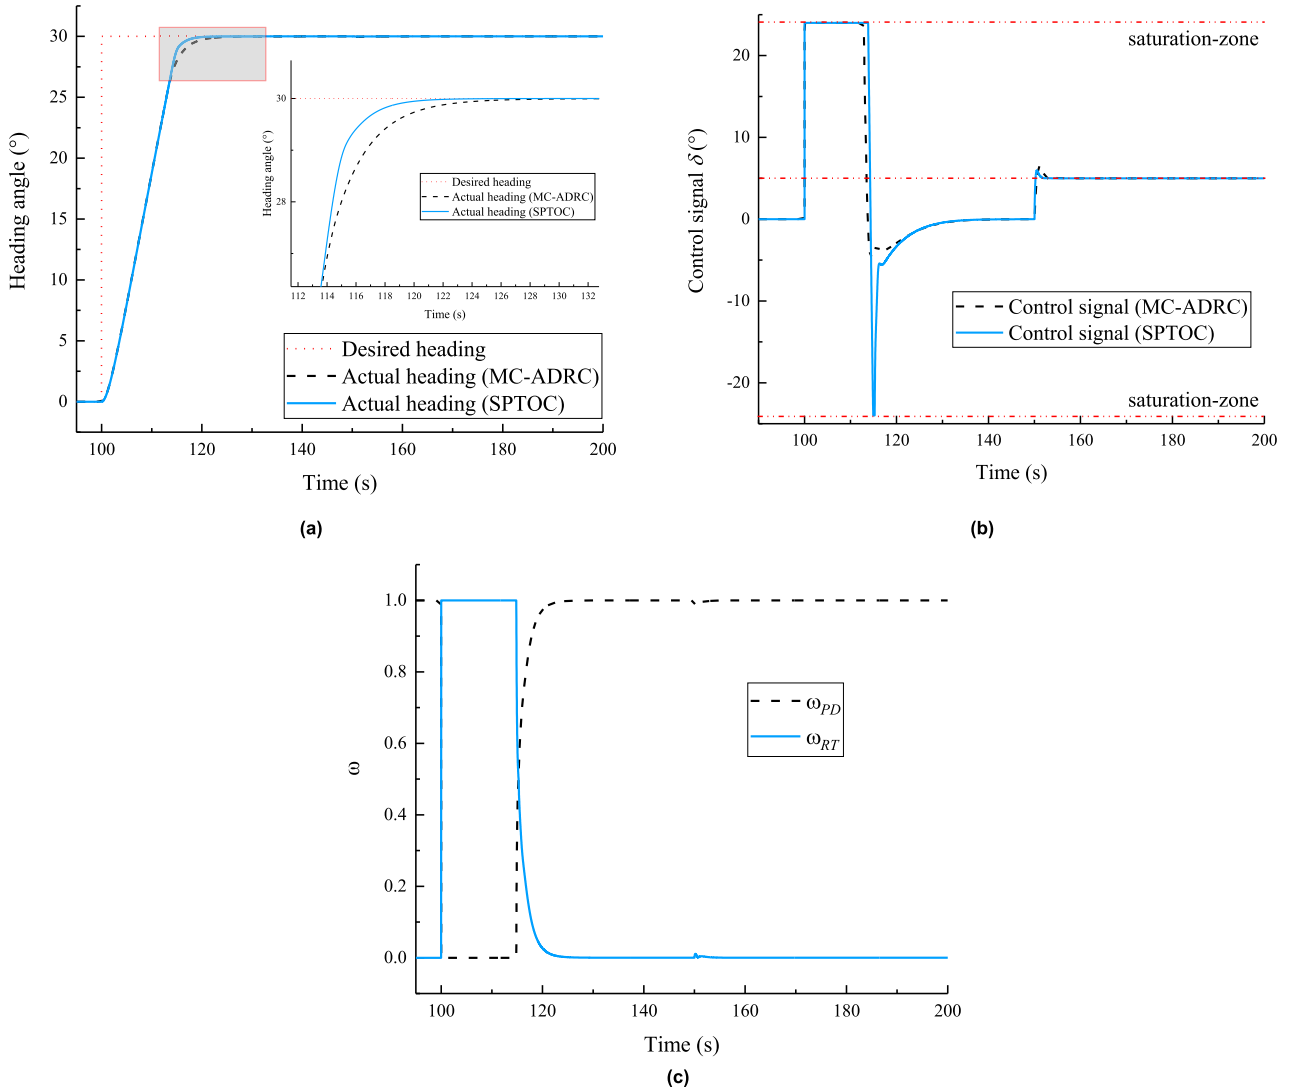 30
25
20
15
10
5
0
Heading angle (°)
100
120
140
160
180
200
Time (s)
30
28
Heading angle (°)
112
114
116
118
120
122
124
126
128
130
132
Time (s)
Desired heading
Actual heading (MC-ADRC)
Actual heading (SPTOC)
Desired heading
Actual heading (MC-ADRC)
Actual heading (SPTOC)
(a)
20
10
0
-10
-20
Control signal δ (°)
saturation-zone
Control signal (MC-ADRC)
Control signal (SPTOC)
saturation-zone
100
120
140
160
180
200
Time (s)
(b)
1.0
0.8
0.6
0.4
0.2
0.0
ω
ωPD
ωRT
100
120
140
160
180
200
Time (s)
(c)